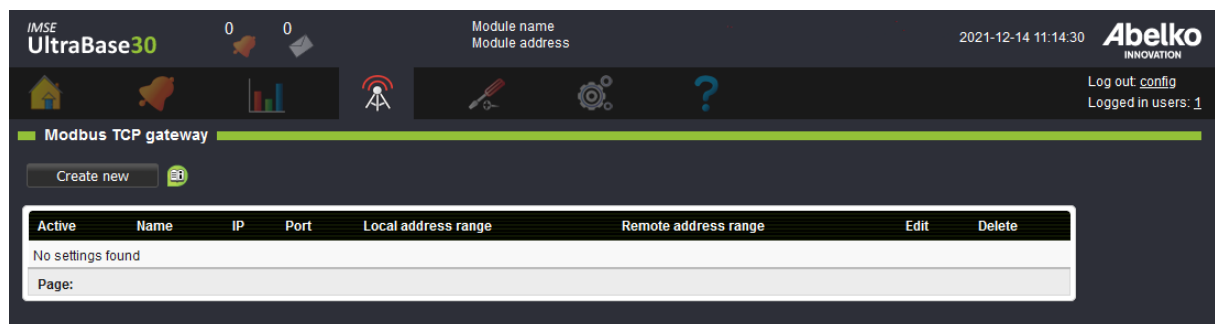 IMSE
UltraBase30
0 0
Module name
Module address
2021-12-14 11:14:30
Abelko
INNOVATION
?
Log out: config
Logged in users: 1
Modbus TCP gateway
Create new
Active Name IP Port Local address range Remote address range Edit Delete
No settings found
Page: